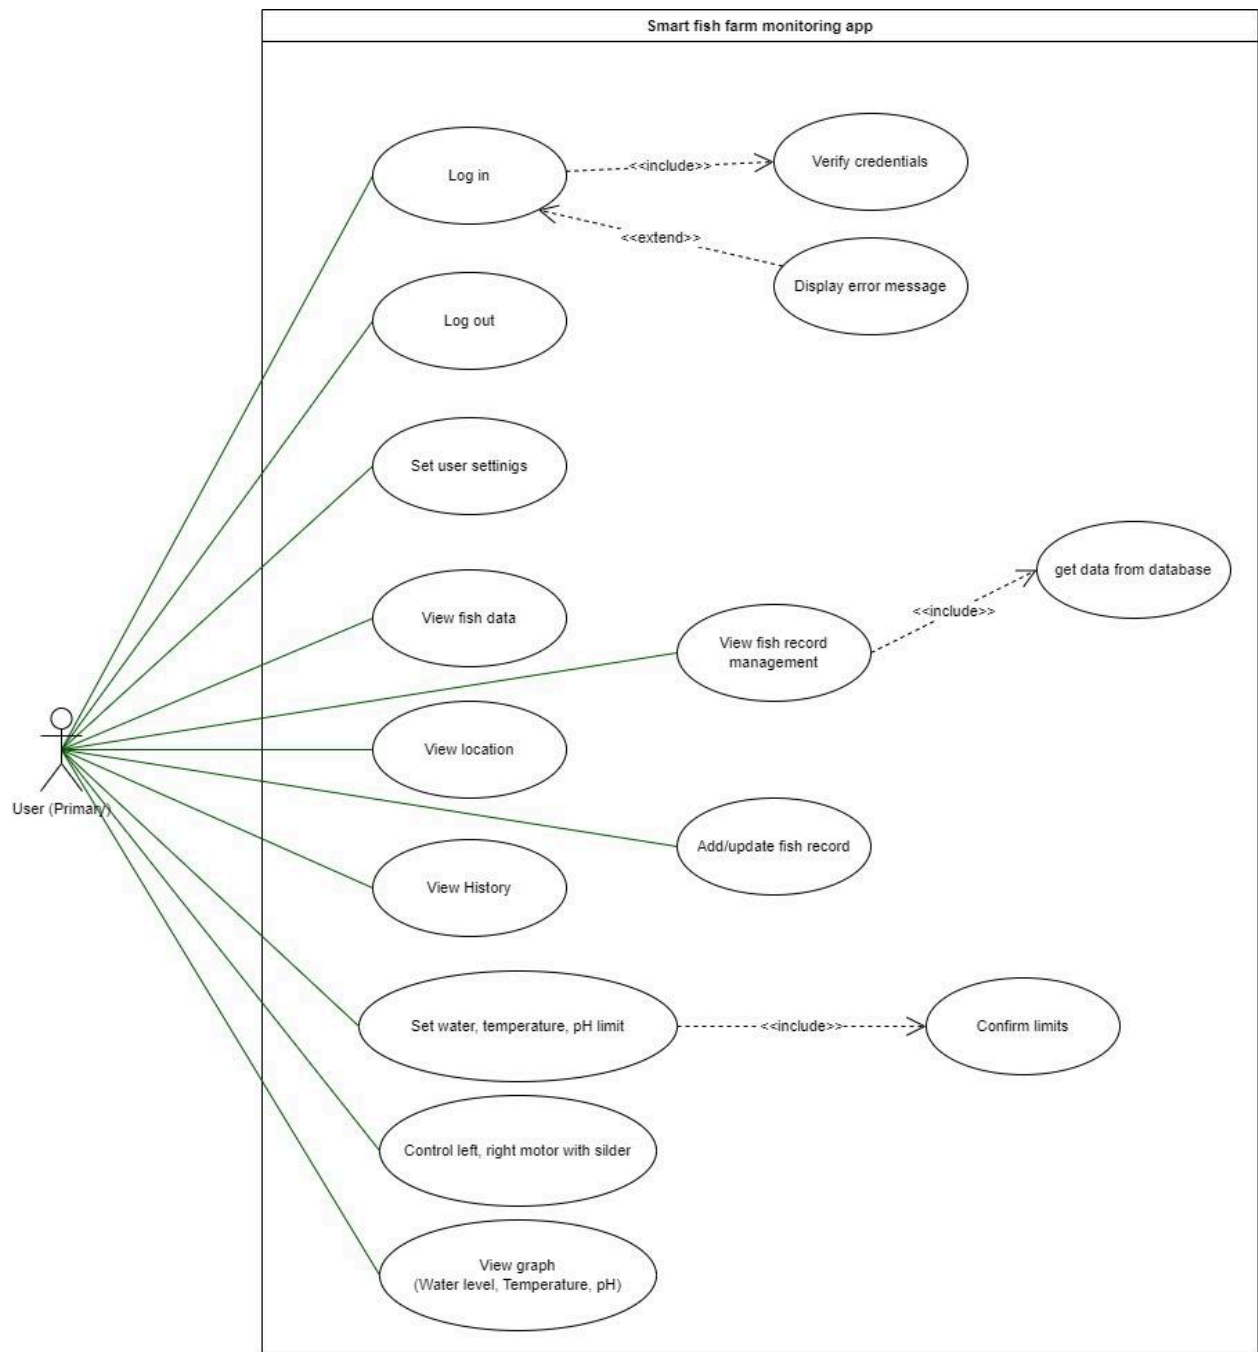 Smart fish farm monitoring app
Log in
<<include>>
Verify credentials
<<extend>>
Display error message
Log out
Set user settinigs
get data from database
View fish data
<<include>>
View fish record
management
View location
User (Primary)
Add/update fish record
View History
Set water, temperature, pH limit
<<include>>
Confirm limits
Control left, right motor with silder
View graph
(Water level, Temperature, pH)